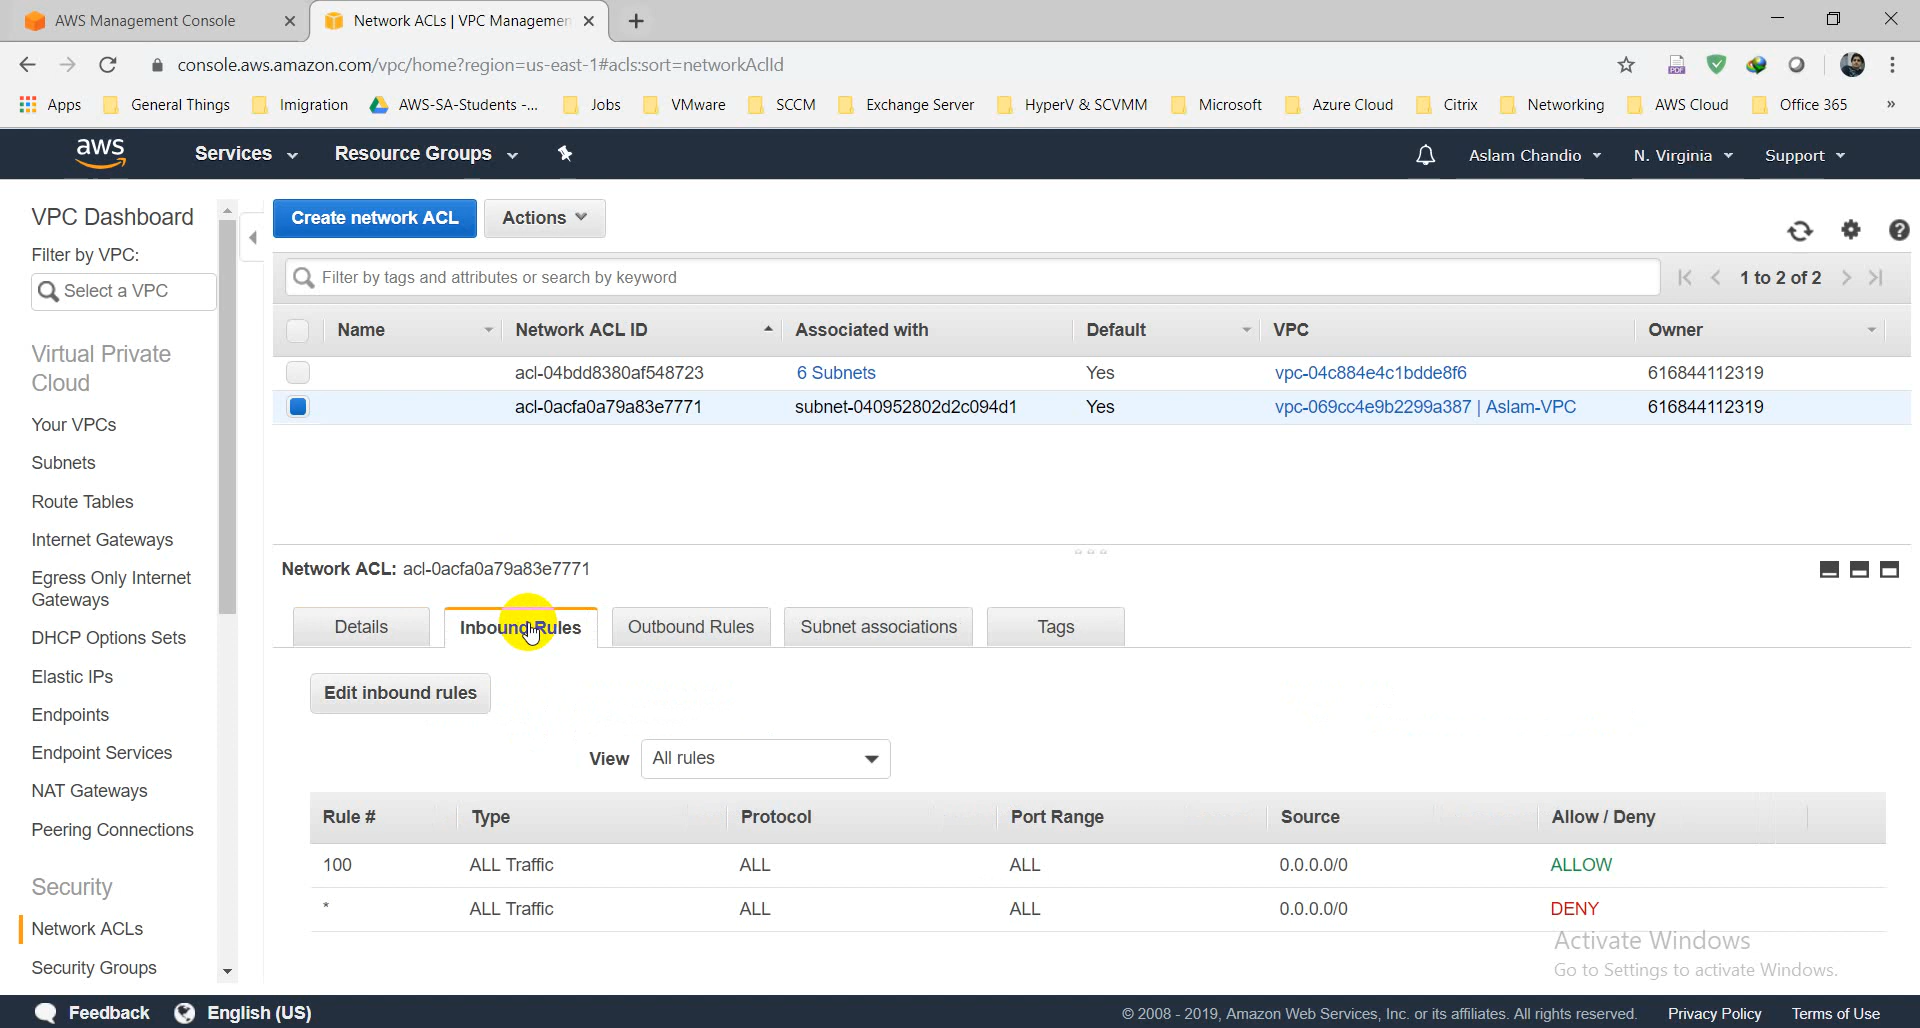 AWS Management Console
Network ACLs | VPC Managemen
console.aws.amazon.com/vpc/home?region=us-east-1#acls:sort=networkAclId
Apps General Things Imigration AWS-SA-Students -... Jobs VMware SCCM Exchange Server HyperV & SCVMM Microsoft Azure Cloud Citrix Networking AWS Cloud Office 365 »
aws Services Resource Groups Aslam Chandio N. Virginia Support
VPC Dashboard
Filter by VPC:
Select a VPC
Virtual Private
Cloud
Your VPCs
Subnets
Route Tables
Internet Gateways
Egress Only Internet
Gateways
DHCP Options Sets
Elastic IPs
Endpoints
Endpoint Services
NAT Gateways
Peering Connections
Security
Network ACLs
Security Groups
Create network ACL Actions
Filter by tags and attributes or search by keyword
1 to 2 of 2
Name Network ACL ID Associated with Default VPC Owner
acl-04bdd8380af548723 6 Subnets Yes vpc-04c884e4c1bdde8f6 616844112319
acl-0acfa0a79a83e7771 subnet-040952802d2c094d1 Yes vpc-069cc4e9b2299a387 | Aslam-VPC 616844112319
Network ACL: acl-0acfa0a79a83e7771
Details Inbound Rules Outbound Rules Subnet associations Tags
Edit inbound rules
View All rules
Rule # Type Protocol Port Range Source Allow / Deny
100 ALL Traffic ALL ALL 0.0.0.0/0 ALLOW
* ALL Traffic ALL ALL 0.0.0.0/0 DENY
Activate Windows
Go to Settings to activate Windows.
Feedback English (US) © 2008 - 2019, Amazon Web Services, Inc. or its affiliates. All rights reserved. Privacy Policy Terms of Use